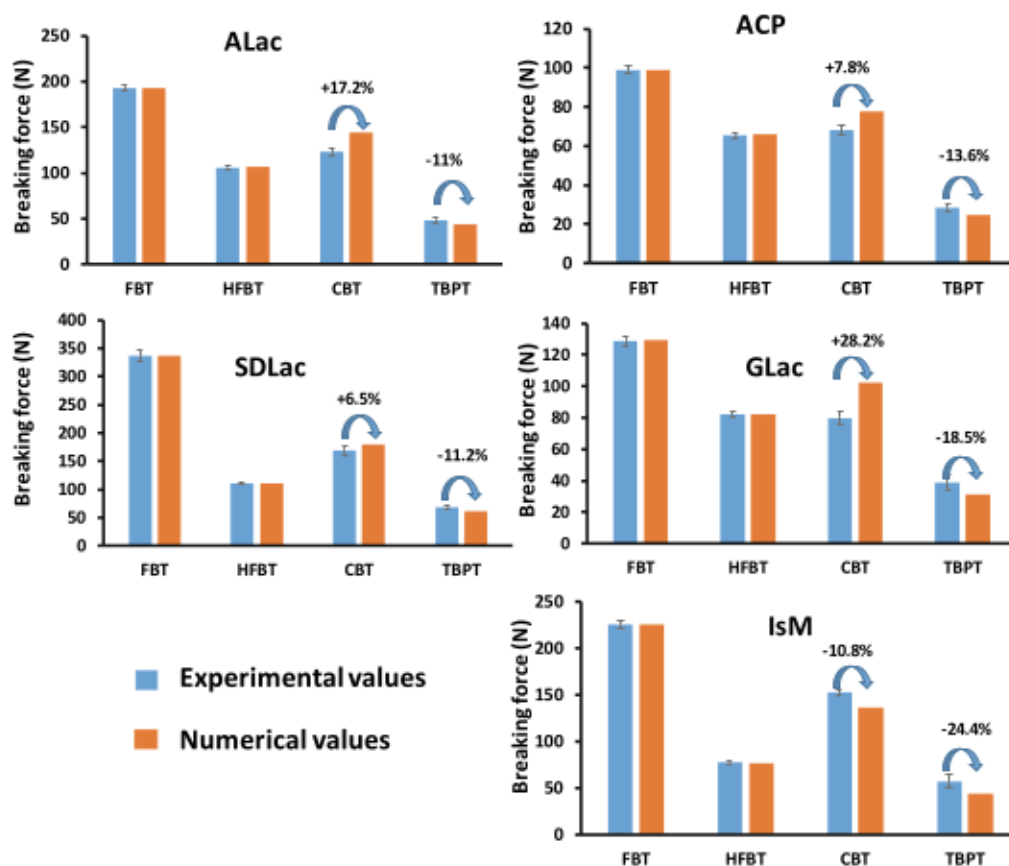 ALac
Breaking force (N)
250
200
150
100
50
0
+17.2%
-11%
FBT HFBT CBT TBPT
ACP
Breaking force (N)
120
100
80
60
40
20
0
+7.8%
-13.6%
FBT HFBT CBT TBPT
SDLac
Breaking force (N)
400
350
300
250
200
150
100
50
0
+6.5%
-11.2%
FBT HFBT CBT TBPT
GLac
Breaking force (N)
140
120
100
80
60
40
20
0
+28.2%
-18.5%
FBT HFBT CBT TBPT
Experimental values
Numerical values
IsM
Breaking force (N)
250
200
150
100
50
0
-10.8%
-24.4%
FBT HFBT CBT TBPT